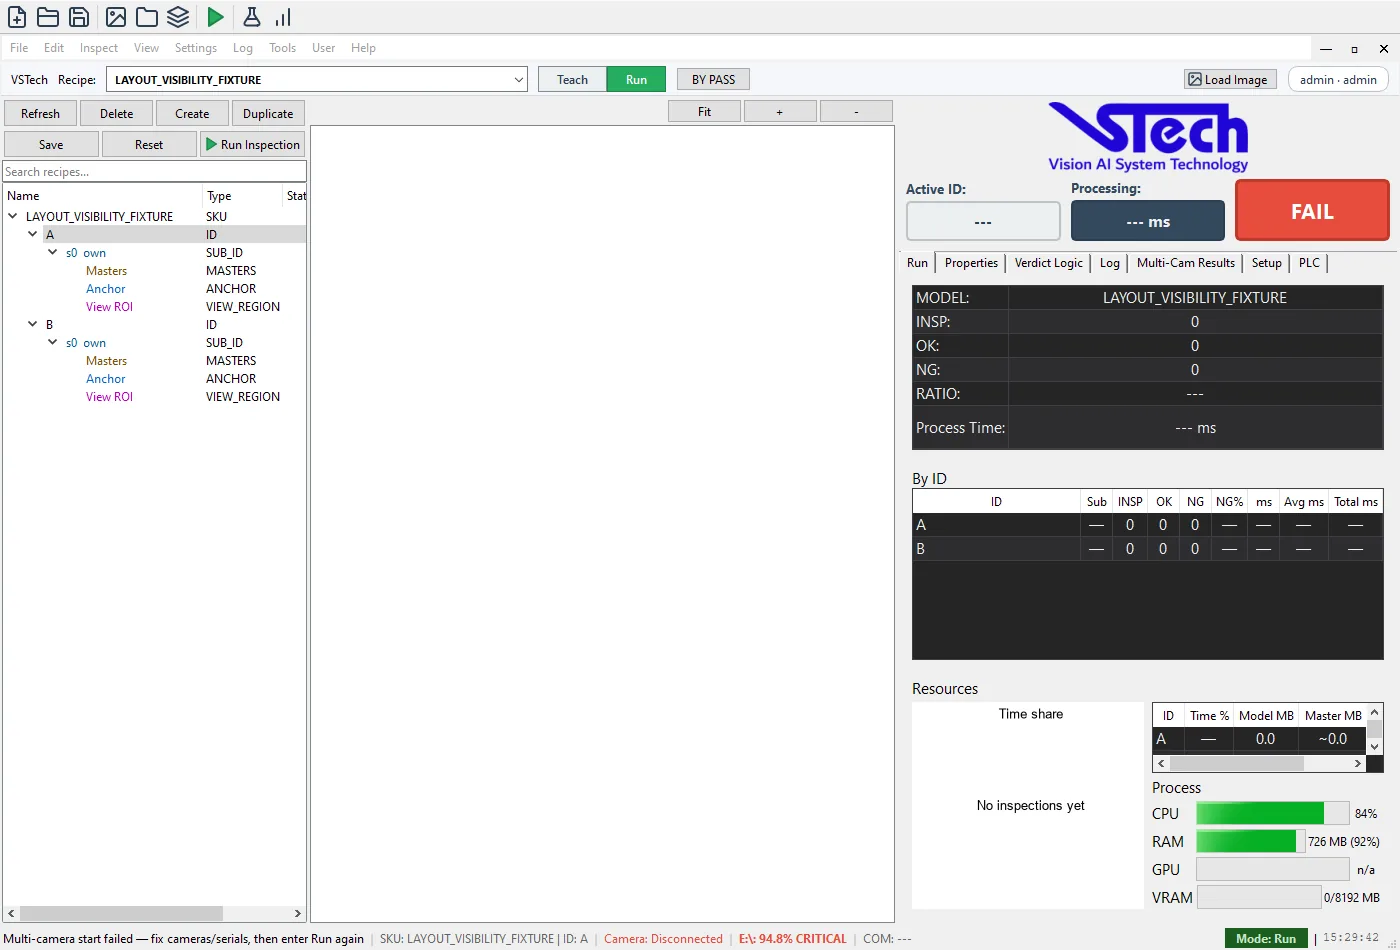 File Edit Inspect View Settings Log Tools User Help
VSTech Recipe: LAYOUT_VISIBILITY_FIXTURE Teach Run BY PASS Load Image admin · admin
Refresh Delete Create Duplicate
Save Reset Run Inspection
Search recipes...
Name Type Stat
LAYOUT_VISIBILITY_FIXTURE SKU
A ID
s0 own SUB_ID
Masters MASTERS
Anchor ANCHOR
View ROI VIEW_REGION
B ID
s0 own SUB_ID
Masters MASTERS
Anchor ANCHOR
View ROI VIEW_REGION
Fit + -
VSTech
Vision AI System Technology
Active ID: Processing:
--- --- ms FAIL
Run Properties Verdict Logic Log Multi-Cam Results Setup PLC
MODEL: LAYOUT_VISIBILITY_FIXTURE
INSP: 0
OK: 0
NG: 0
RATIO: ---
Process Time: --- ms
By ID
ID Sub INSP OK NG NG% ms Avg ms Total ms
A — 0 0 0 — — — —
B — 0 0 0 — — — —
Resources
Time share
No inspections yet
ID Time % Model MB Master MB
A — 0.0 ~0.0
Process
CPU 84%
RAM 726 MB (92%)
GPU n/a
VRAM 0/8192 MB
Multi-camera start failed — fix cameras/serials, then enter Run again | SKU: LAYOUT_VISIBILITY_FIXTURE | ID: A | Camera: Disconnected | E:\: 94.8% CRITICAL | COM: --- Mode: Run | 15:29:42